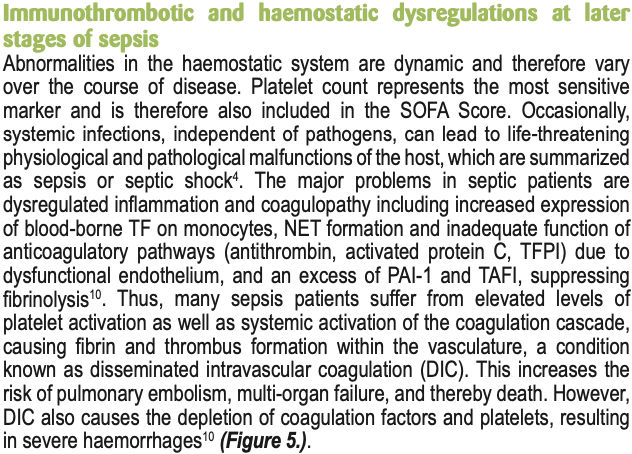 Immunothrombotic and haemostatic dysregulations at later
stages of sepsis
Abnormalities in the haemostatic system are dynamic and therefore vary
over the course of disease. Platelet count represents the most sensitive
marker and is therefore also included in the SOFA Score. Occasionally,
systemic infections, independent of pathogens, can lead to life-threatening
physiological and pathological malfunctions of the host, which are summarized
as sepsis or septic shock⁴. The major problems in septic patients are
dysregulated inflammation and coagulopathy including increased expression
of blood-borne TF on monocytes, NET formation and inadequate function of
anticoagulatory pathways (antithrombin, activated protein C, TFPI) due to
dysfunctional endothelium, and an excess of PAI-1 and TAFI, suppressing
fibrinolysis¹⁰. Thus, many sepsis patients suffer from elevated levels of
platelet activation as well as systemic activation of the coagulation cascade,
causing fibrin and thrombus formation within the vasculature, a condition
known as disseminated intravascular coagulation (DIC). This increases the
risk of pulmonary embolism, multi-organ failure, and thereby death. However,
DIC also causes the depletion of coagulation factors and platelets, resulting
in severe haemorrhages¹⁰ (Figure 5.).